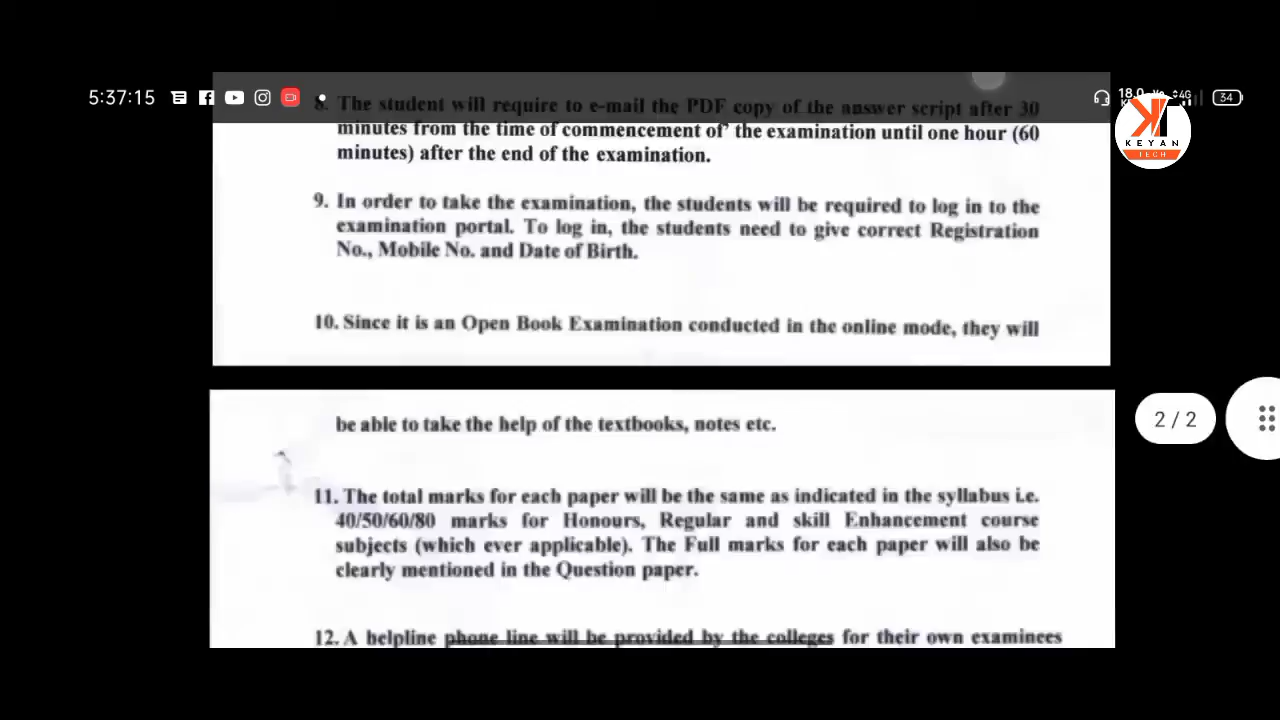 5:37:15
18.0
4G
34
KEYAN
TECH
8. The student will require to e-mail the PDF copy of the answer script after 30
minutes from the time of commencement of the examination until one hour (60
minutes) after the end of the examination.
9. In order to take the examination, the students will be required to log in to the
examination portal. To log in, the students need to give correct Registration
No., Mobile No. and Date of Birth.
10. Since it is an Open Book Examination conducted in the online mode, they will
be able to take the help of the textbooks, notes etc.
2 / 2
11. The total marks for each paper will be the same as indicated in the syllabus i.e.
40/50/60/80 marks for Honours, Regular and skill Enhancement course
subjects (which ever applicable). The Full marks for each paper will also be
clearly mentioned in the Question paper.
12. A helpline phone line will be provided by the colleges for their own examinees